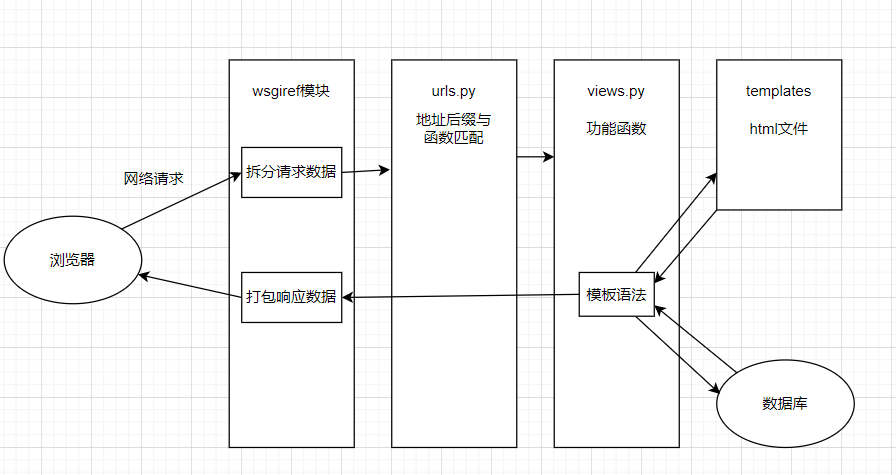 wsgiref模块
urls.py
地址后缀与
函数匹配
views.py
功能函数
templates
html文件
网络请求
拆分请求数据
浏览器
打包响应数据
模板语法
数据库